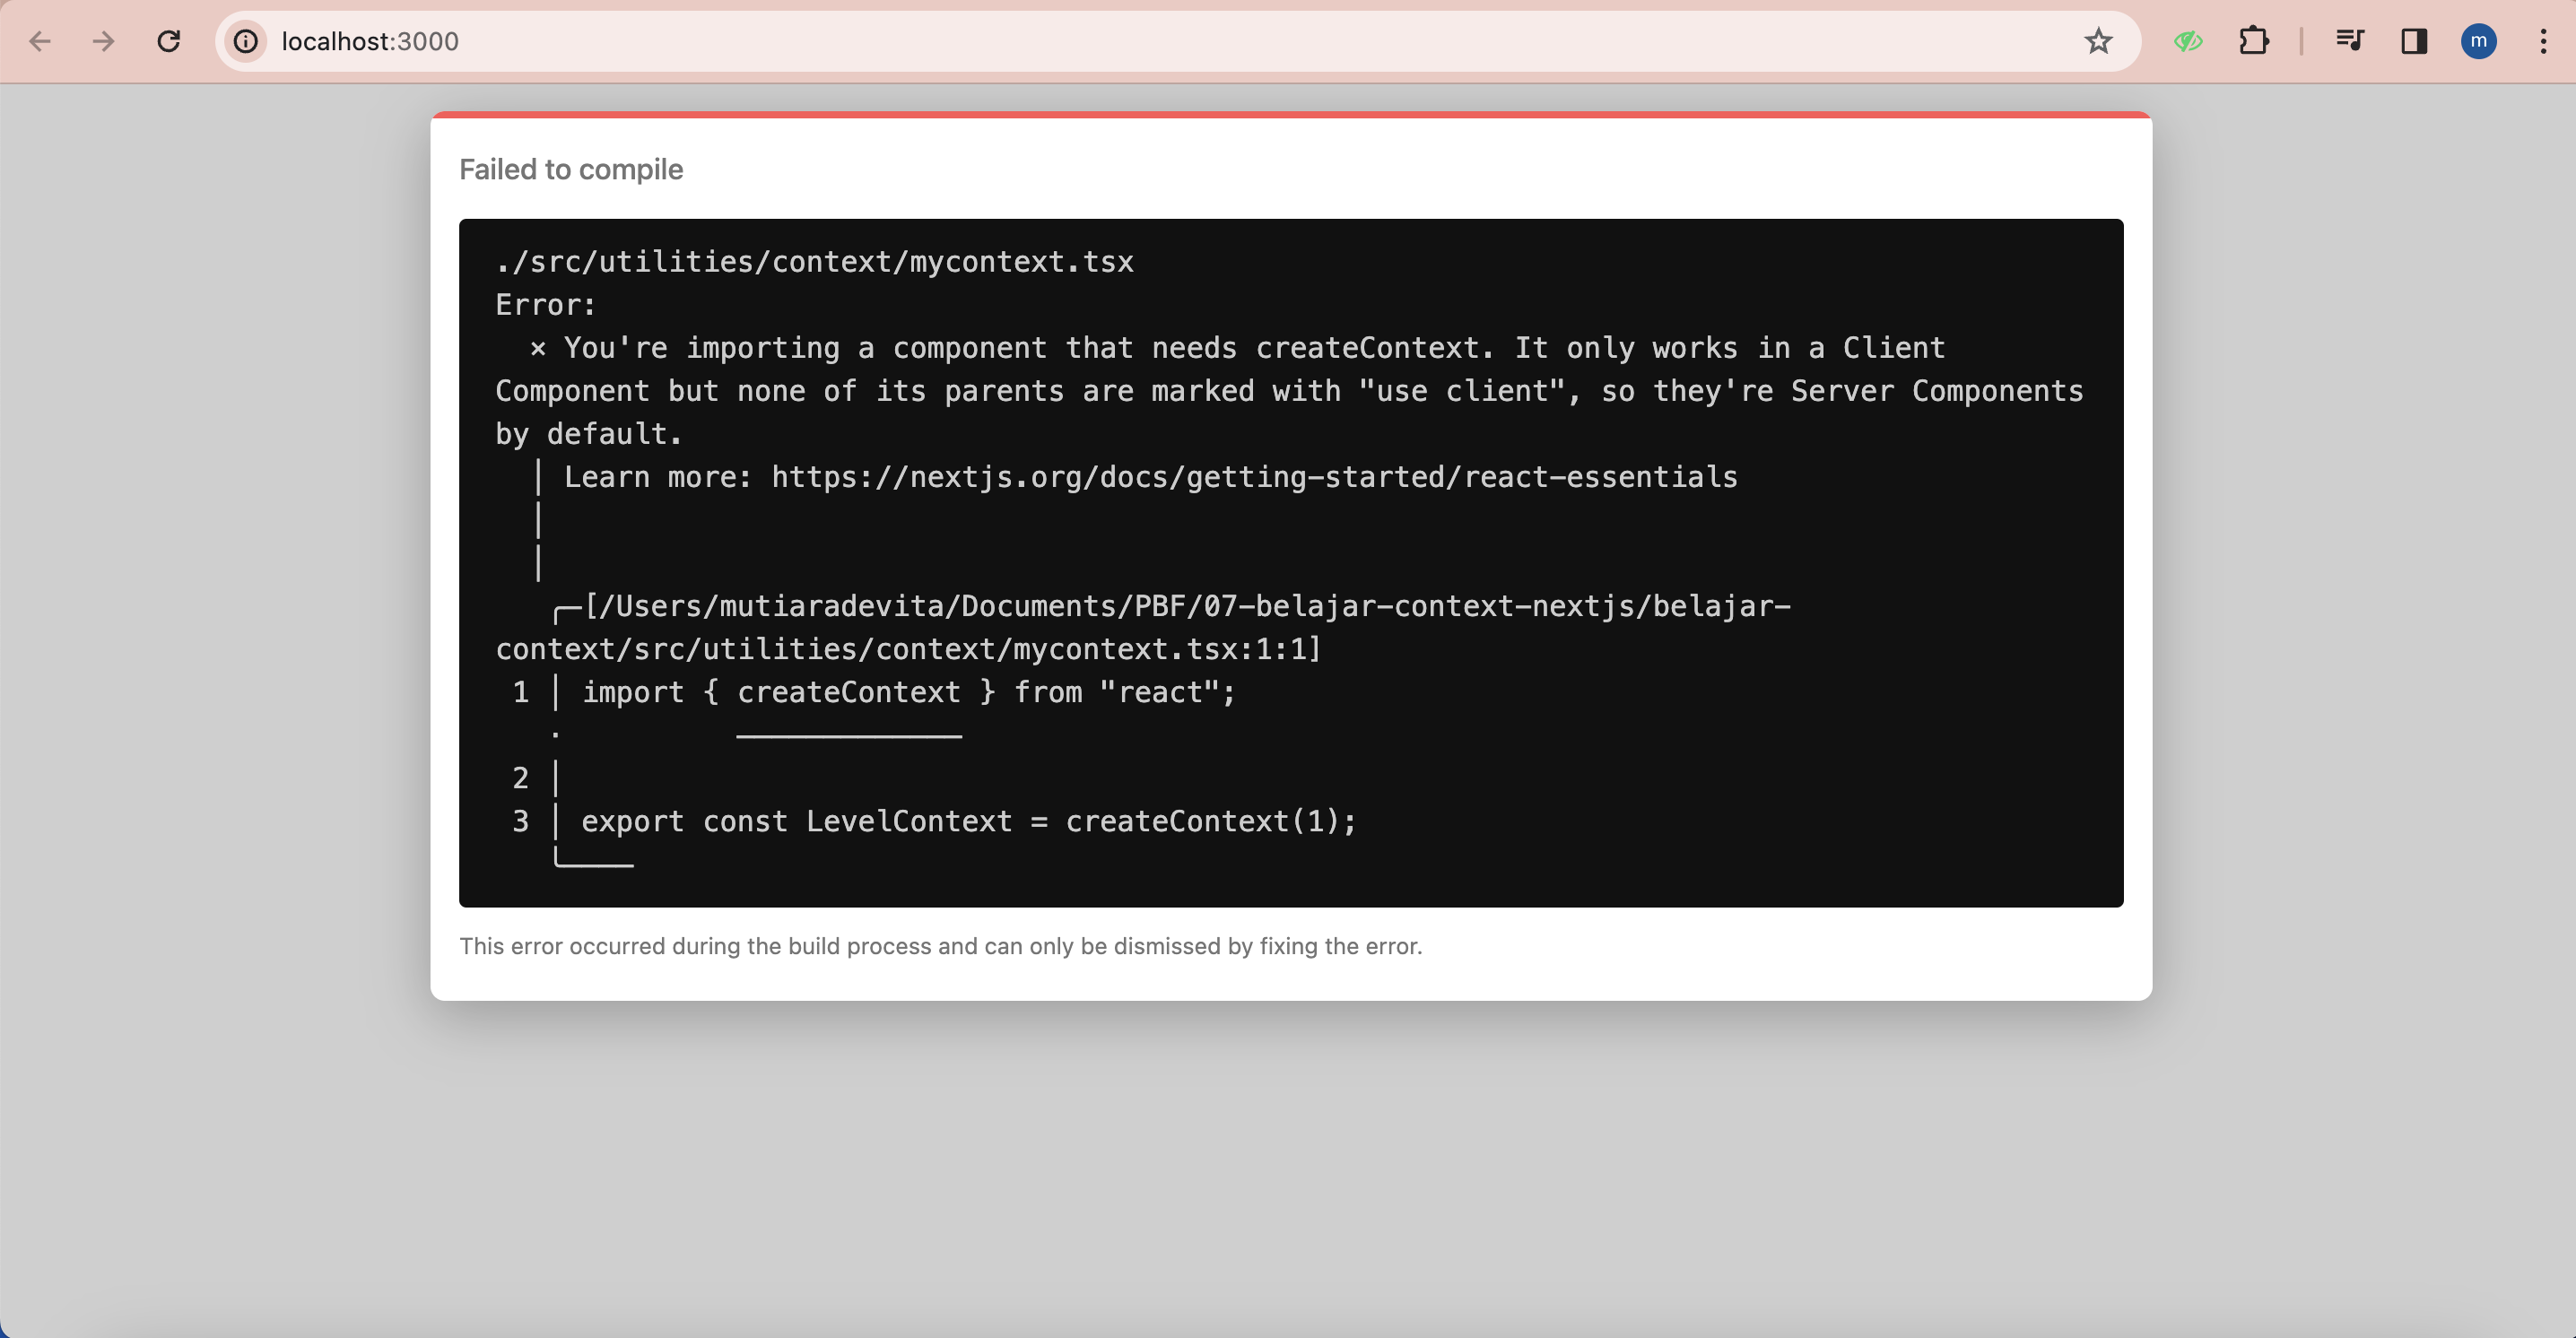 localhost:3000
m
Failed to compile
./src/utilities/context/mycontext.tsx
Error:
  × You're importing a component that needs createContext. It only works in a Client
Component but none of its parents are marked with "use client", so they're Server Components
by default.
  │ Learn more: https://nextjs.org/docs/getting-started/react-essentials
  │
  │
   ╭─[/Users/mutiaradevita/Documents/PBF/07-belajar-context-nextjs/belajar-
context/src/utilities/context/mycontext.tsx:1:1]
 1 │ import { createContext } from "react";
   ·          ─────────────
 2 │
 3 │ export const LevelContext = createContext(1);
   ╰────
This error occurred during the build process and can only be dismissed by fixing the error.